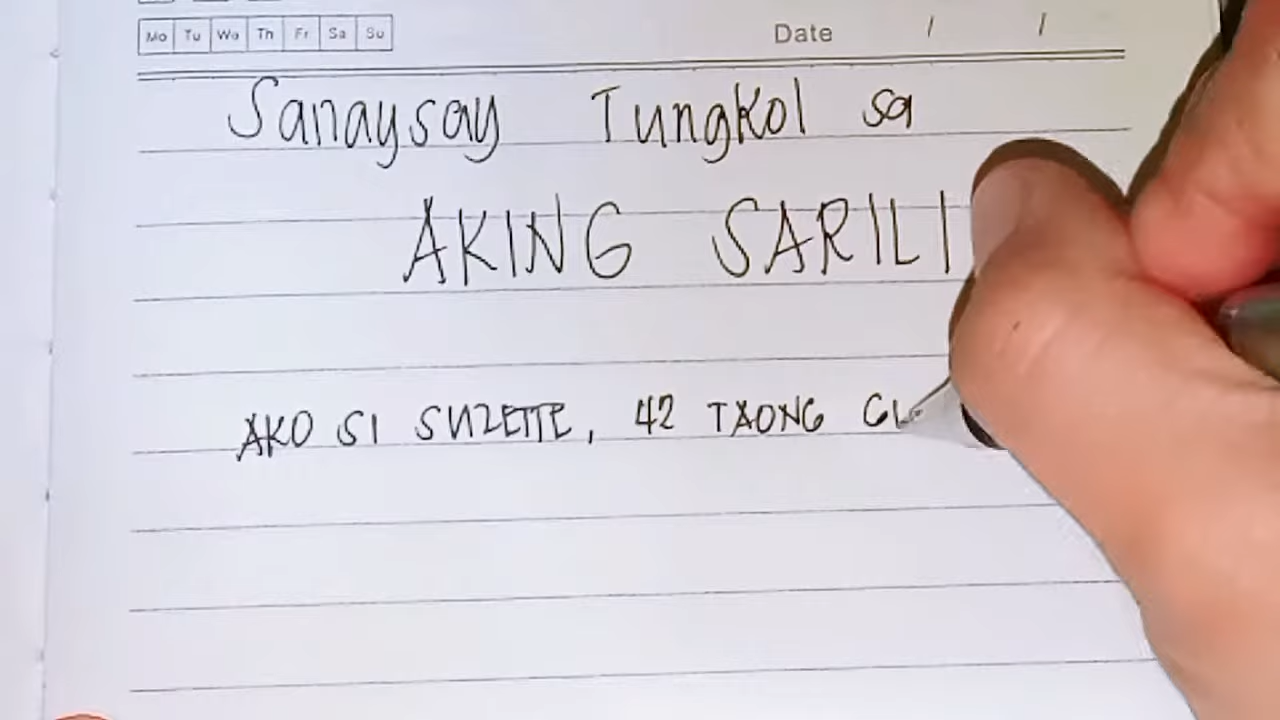 Mo Tu We Th Fr Sa Su
Date / /
Sanaysay Tungkol sa
AKING SARILI
AKO SI SUZETTE, 42 TAONG